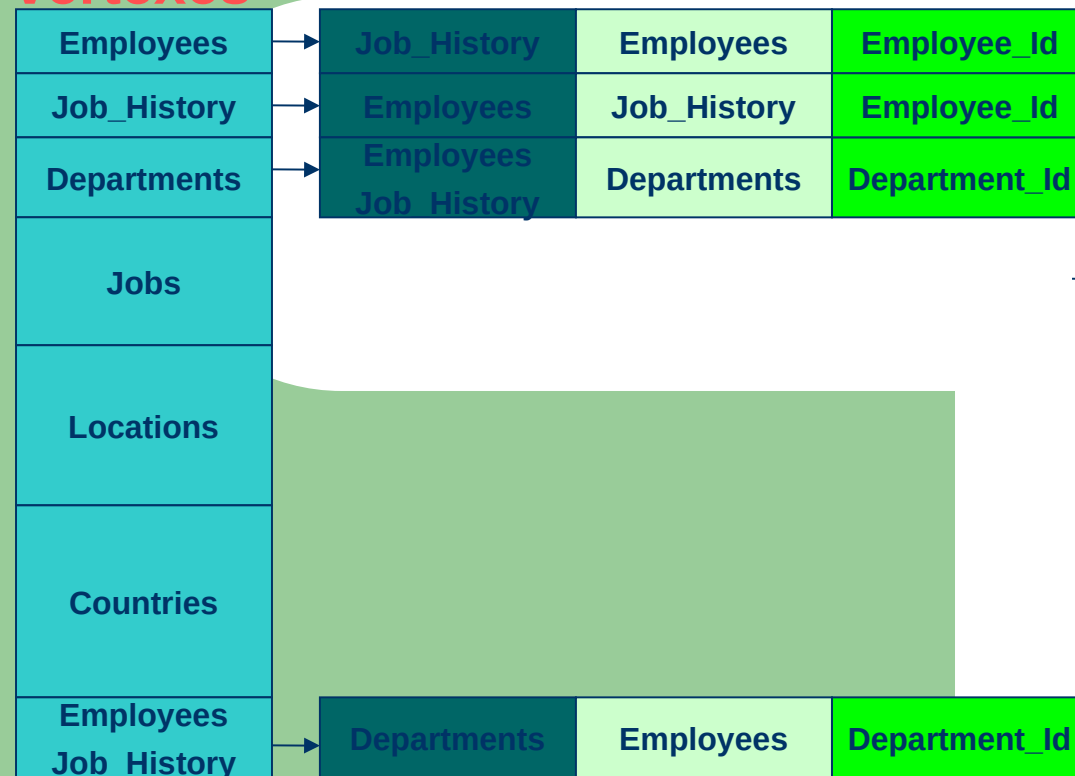 Vertexes
Employees Job_History Employees Employee_Id
Job_History Employees Job_History Employee_Id
Employees
Departments Departments Department_Id
Job_History
Jobs
Locations
Countries
Employees
Departments Employees Department_Id
Job_History